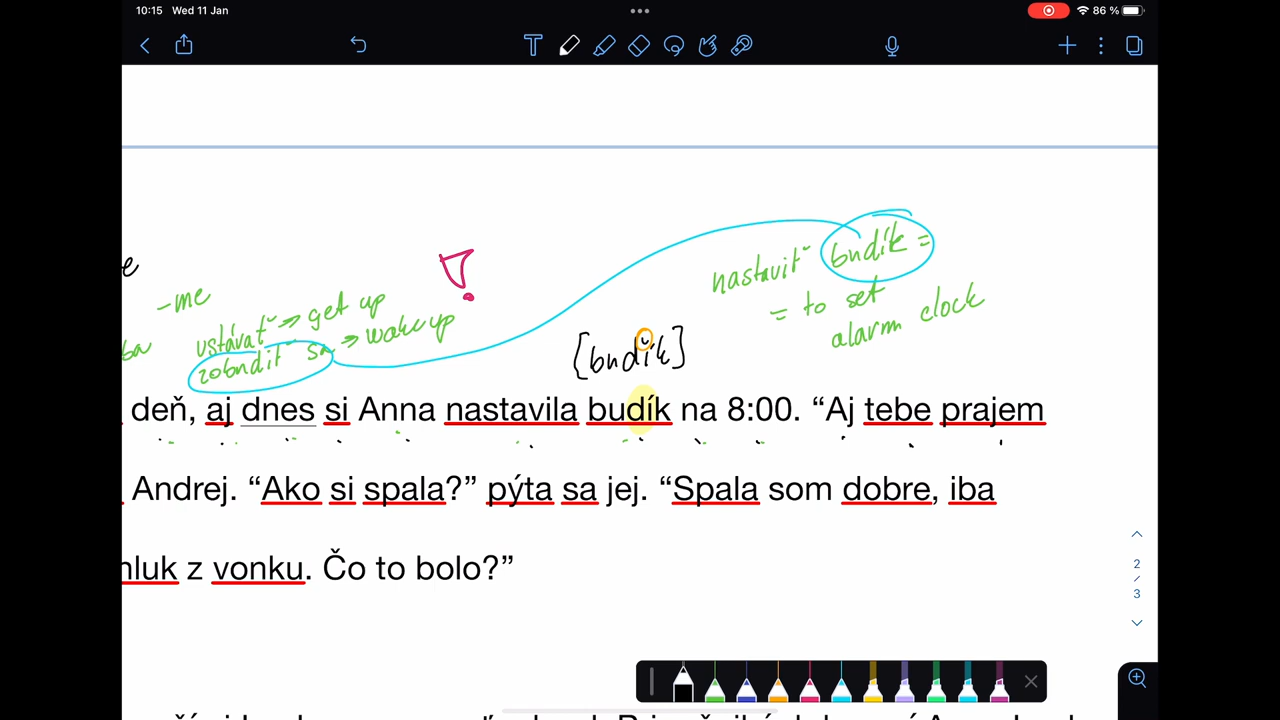 10:15 Wed 11 Jan
86 %
nastaviť budík =
= to set
alarm clock
-me
vstávať => get up
zobudiť sa => wake up
[buďík]
deň, aj dnes si Anna nastavila budík na 8:00. “Aj tebe prajem
Andrej. “Ako si spala?” pýta sa jej. “Spala som dobre, iba
hluk z vonku. Čo to bolo?”
2
/
3